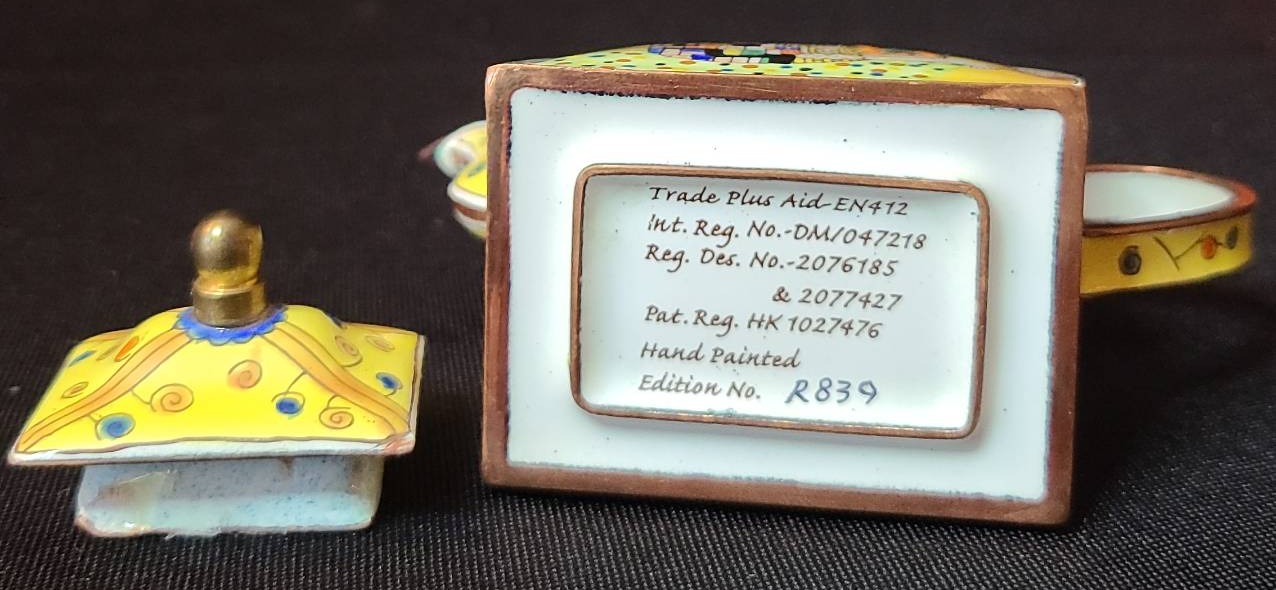 Trade Plus Aid-EN412
Int. Reg. No.-DM/047218
Reg. Des. No.-2076185
& 2077427
Pat. Reg. HK 1027476
Hand Painted
Edition No. R839